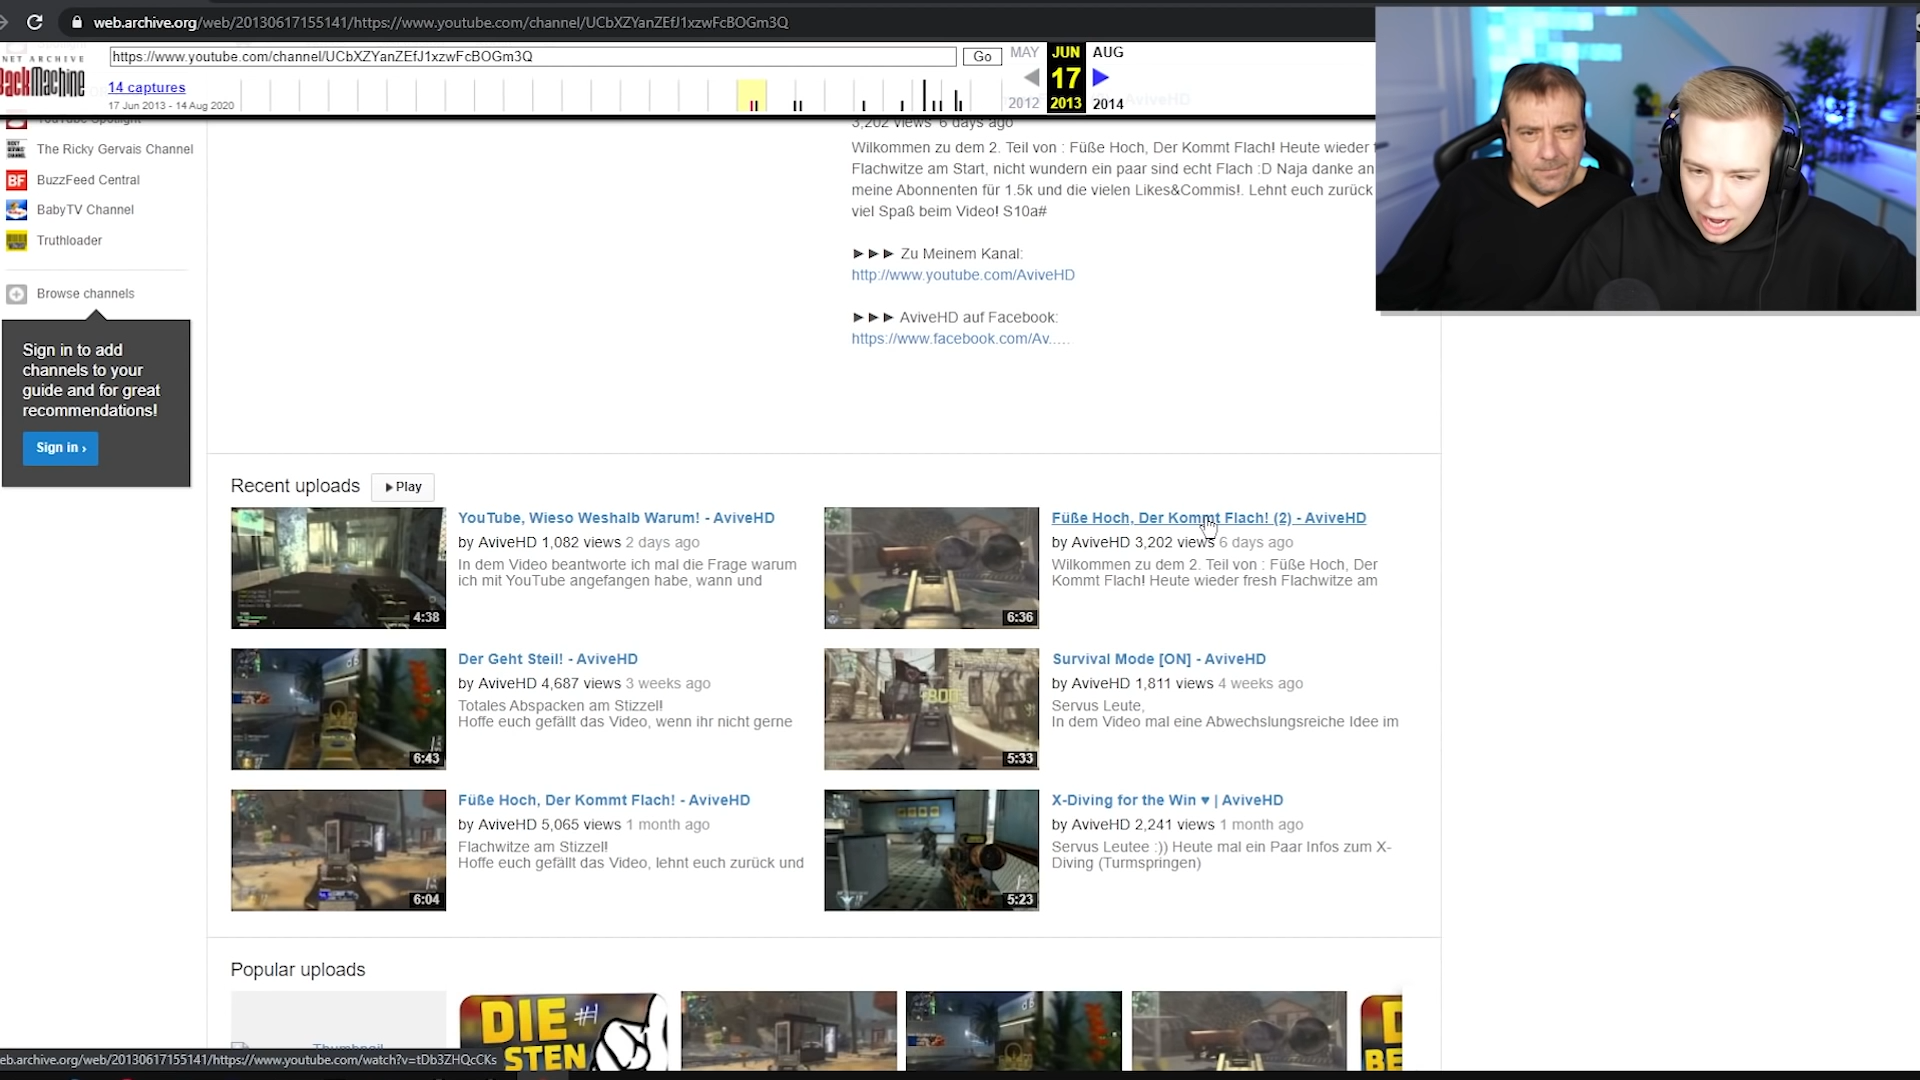 web.archive.org/web/20130617155141/https://www.youtube.com/channel/UCbXZYanZEfJ1xzwFcBOGm3Q
https://www.youtube.com/channel/UCbXZYanZEfJ1xzwFcBOGm3Q
Go
MAY
JUN
AUG
14 captures
17
17 Jun 2013 - 14 Aug 2020
2012
2013
2014
NET ARCHIVE
BackMachine
YouTube Spotlight
The Ricky Gervais Channel
BF
BuzzFeed Central
BabyTV Channel
Truthloader
Browse channels
Sign in to add
channels to your
guide and for great
recommendations!
Sign in ›
3,202 views 6 days ago
Wilkommen zu dem 2. Teil von : Füße Hoch, Der Kommt Flach! Heute wieder
Flachwitze am Start, nicht wundern ein paar sind echt Flach :D Naja danke an
meine Abonnenten für 1.5k und die vielen Likes&Commis!. Lehnt euch zurück
viel Spaß beim Video! S10a#
►►► Zu Meinem Kanal:
http://www.youtube.com/AviveHD
►►► AviveHD auf Facebook:
https://www.facebook.com/Av.....
Recent uploads
Play
YouTube, Wieso Weshalb Warum! - AviveHD
by AviveHD 1,082 views 2 days ago
In dem Video beantworte ich mal die Frage warum
ich mit YouTube angefangen habe, wann und
4:38
Füße Hoch, Der Kommt Flach! (2) - AviveHD
by AviveHD 3,202 views 6 days ago
Wilkommen zu dem 2. Teil von : Füße Hoch, Der
Kommt Flach! Heute wieder fresh Flachwitze am
6:36
Der Geht Steil! - AviveHD
by AviveHD 4,687 views 3 weeks ago
Totales Abspacken am Stizzel!
Hoffe euch gefällt das Video, wenn ihr nicht gerne
6:43
Survival Mode [ON] - AviveHD
by AviveHD 1,811 views 4 weeks ago
Servus Leute,
In dem Video mal eine Abwechslungsreiche Idee im
5:33
Füße Hoch, Der Kommt Flach! - AviveHD
by AviveHD 5,065 views 1 month ago
Flachwitze am Stizzel!
Hoffe euch gefällt das Video, lehnt euch zurück und
6:04
X-Diving for the Win ♥ | AviveHD
by AviveHD 2,241 views 1 month ago
Servus Leutee :)) Heute mal ein Paar Infos zum X-
Diving (Turmspringen)
5:23
Popular uploads
Thumbnail
DIE #1
STEN
D
BE
eb.archive.org/web/20130617155141/https://www.youtube.com/watch?v=tDb3ZHQcCKs